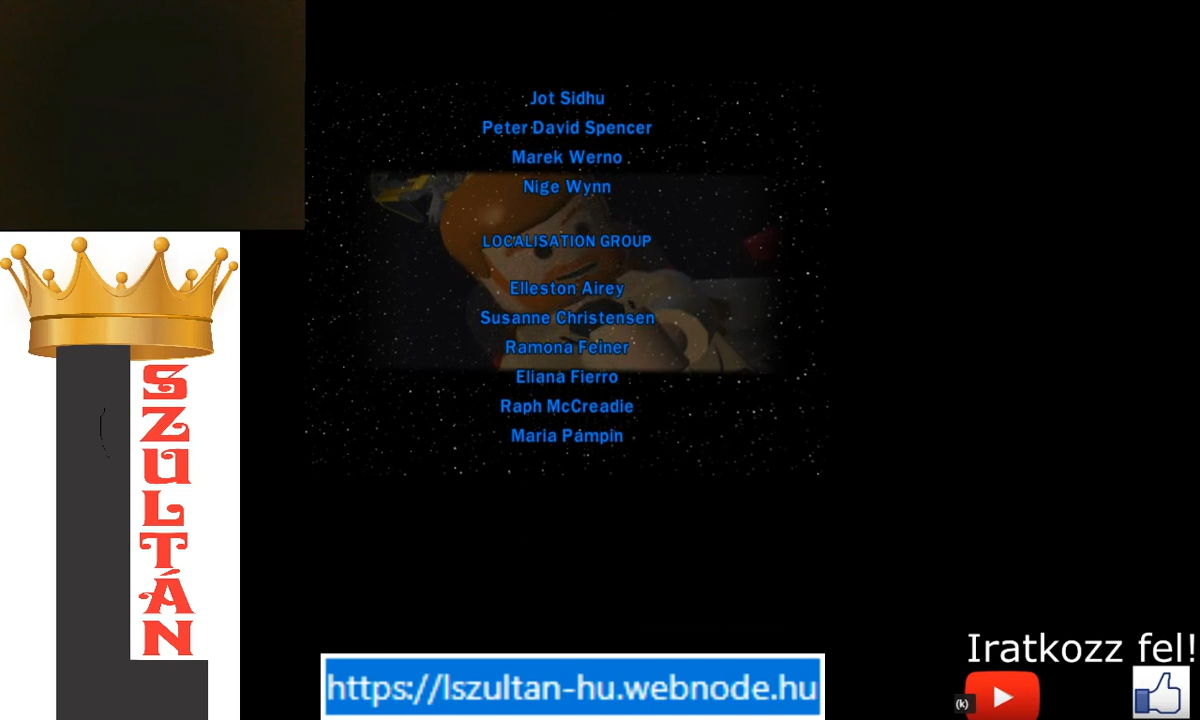 Jot Sidhu
Peter David Spencer
Marek Werno
Nige Wynn
LOCALISATION GROUP
Elleston Airey
Susanne Christensen
Ramona Feiner
Eliana Fierro
Raph McCreadie
Maria Pampin
L
SZULTÁN
https://lszultan-hu.webnode.hu
Iratkozz fel!
(k)